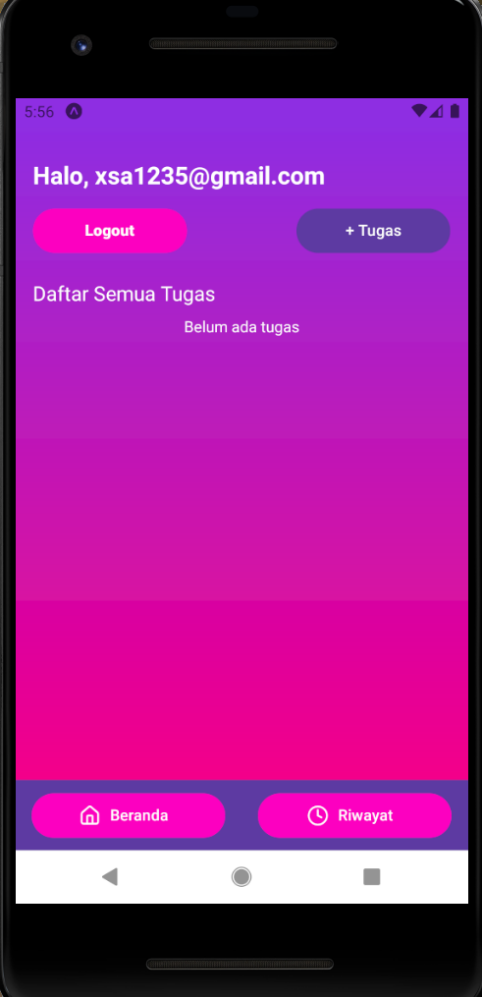 5:56
Halo, xsa1235@gmail.com
Logout
+ Tugas
Daftar Semua Tugas
Belum ada tugas
Beranda
Riwayat